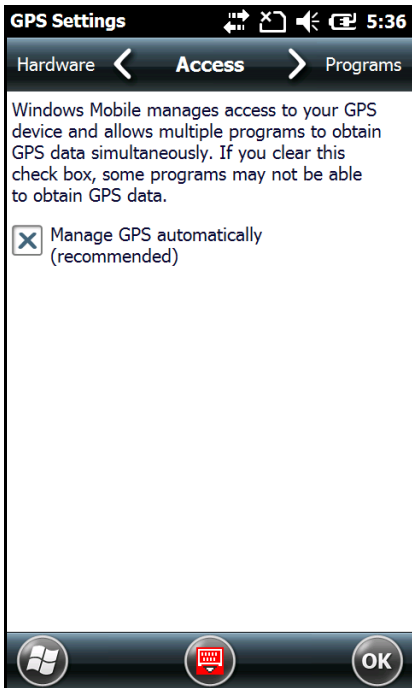 GPS Settings 5:36
Hardware Access Programs
Windows Mobile manages access to your GPS
device and allows multiple programs to obtain
GPS data simultaneously. If you clear this
check box, some programs may not be able
to obtain GPS data.
Manage GPS automatically
(recommended)
OK